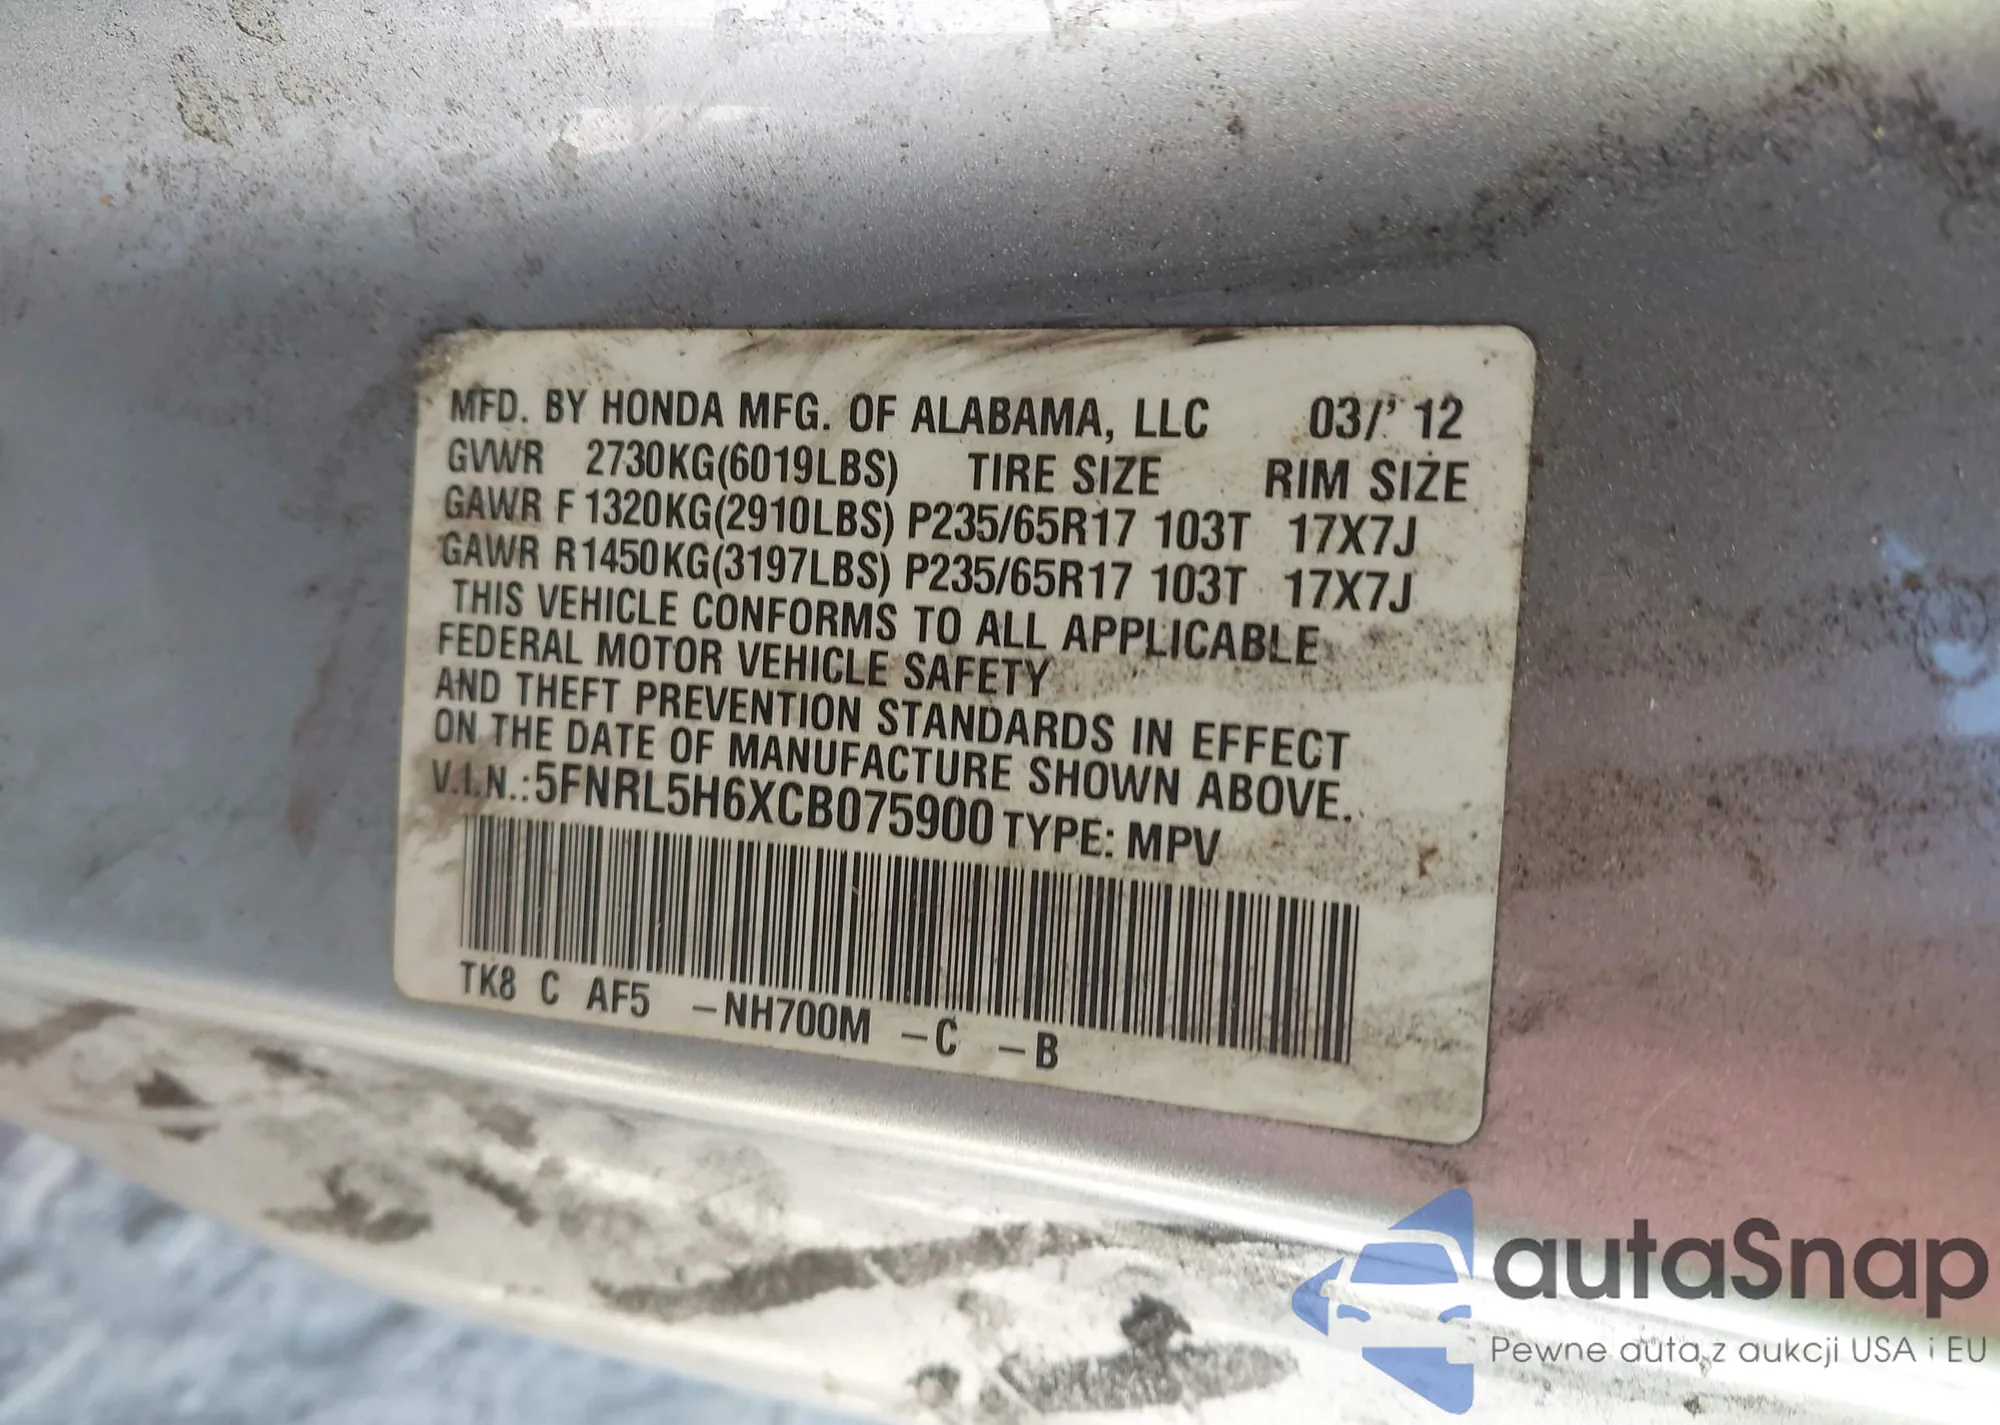 MFD. BY HONDA MFG. OF ALABAMA, LLC 03/'12
GVWR 2730KG(6019LBS) TIRE SIZE RIM SIZE
GAWR F 1320KG(2910LBS) P235/65R17 103T 17X7J
GAWR R1450KG(3197LBS) P235/65R17 103T 17X7J
THIS VEHICLE CONFORMS TO ALL APPLICABLE
FEDERAL MOTOR VEHICLE SAFETY
AND THEFT PREVENTION STANDARDS IN EFFECT
ON THE DATE OF MANUFACTURE SHOWN ABOVE.
V.I.N.:5FNRL5H6XCB075900 TYPE: MPV
TK8 C AF5 -NH700M -C -B
autaSnap
Pewne auta z aukcji USA i EU